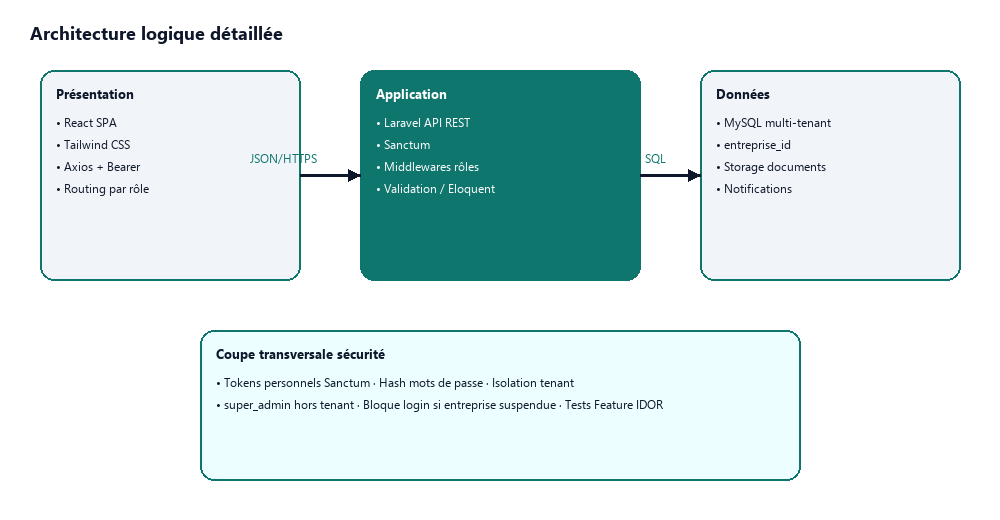 Architecture logique détaillée
Présentation
• React SPA
• Tailwind CSS
• Axios + Bearer
• Routing par rôle
JSON/HTTPS
Application
• Laravel API REST
• Sanctum
• Middlewares rôles
• Validation / Eloquent
SQL
Données
• MySQL multi-tenant
• entreprise_id
• Storage documents
• Notifications
Coupe transversale sécurité
• Tokens personnels Sanctum · Hash mots de passe · Isolation tenant
• super_admin hors tenant · Bloque login si entreprise suspendue · Tests Feature IDOR